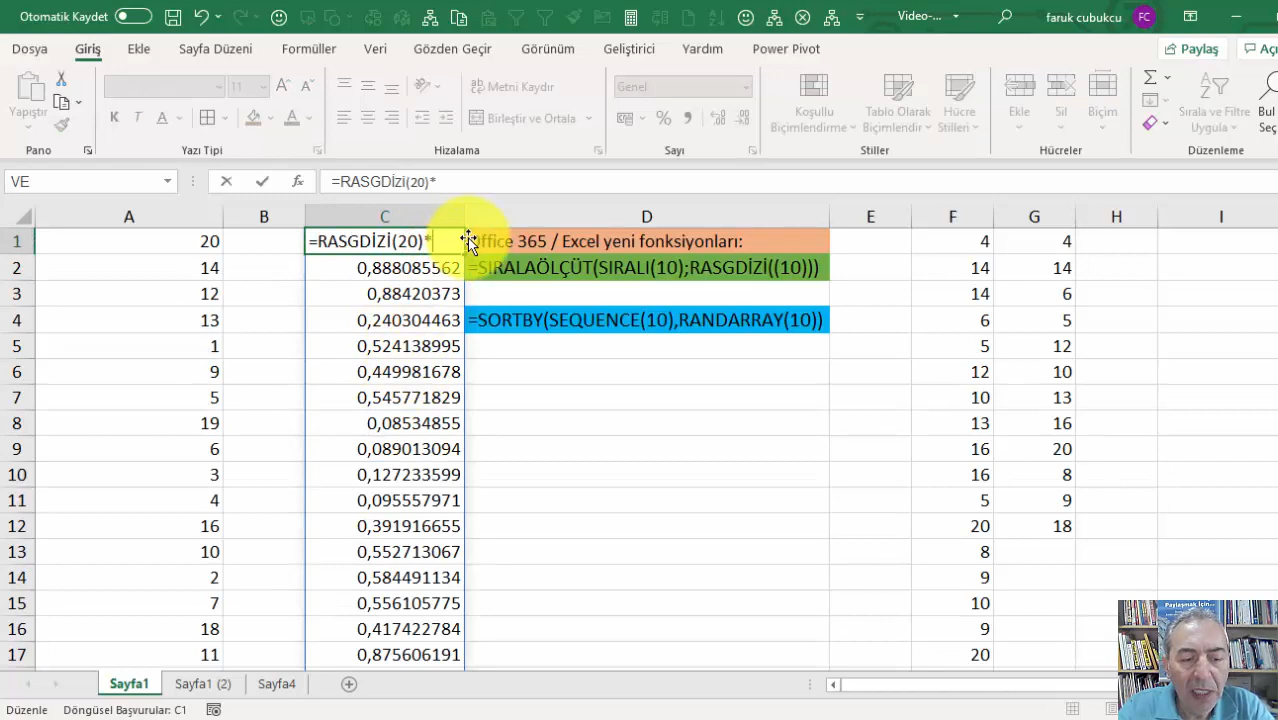 Otomatik Kaydet
Video-...
faruk cubukcu
FC
Dosya Giriş Ekle Sayfa Düzeni Formüller Veri Gözden Geçir Görünüm Geliştirici Yardım Power Pivot
Paylaş
Yapıştır
11
K T A
Metni Kaydır
Birleştir ve Ortala
Genel
Koşullu Biçimlendirme
Tablo Olarak Biçimlendir
Hücre Stilleri
Ekle Sil Biçim
Sırala ve Filtre Uygula
Bul
Pano Yazı Tipi Hizalama Sayı Stiller Hücreler Düzenleme
VE
fx
=RASGDİZİ(20)*
A B C D E F G H I
1 20 =RASGDİZİ(20)* ffice 365 / Excel yeni fonksiyonları: 4 4
2 14 0,888085562 =SIRALAÖLÇÜT(SIRALI(10);RASGDİZİ((10))) 14 14
3 12 0,88420373 14 6
4 13 0,240304463 =SORTBY(SEQUENCE(10),RANDARRAY(10)) 6 5
5 1 0,524138995 5 12
6 9 0,449981678 12 10
7 5 0,545771829 10 13
8 19 0,08534855 13 16
9 6 0,089013094 16 20
10 3 0,127233599 16 8
11 4 0,095557971 5 9
12 16 0,391916655 20 18
13 10 0,552713067 8
14 2 0,584491134 9
15 7 0,556105775 10
16 18 0,417422784 9
17 11 0,875606191 20
Paylaşmak İçin...
Sayfa1 Sayfa1 (2) Sayfa4
Düzenle Döngüsel Başvurular: C1